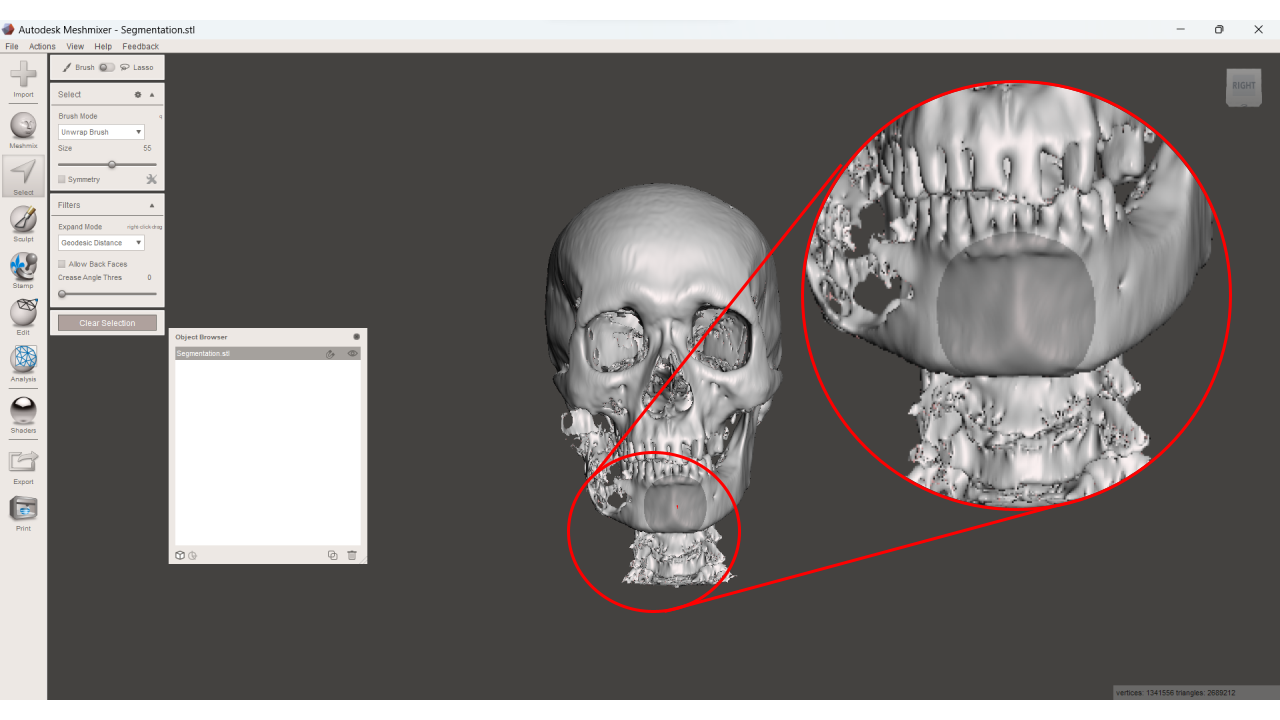 Autodesk Meshmixer - Segmentation.stl
File Actions View Help Feedback
Import
Meshmix
Select
Sculpt
Stamp
Edit
Analysis
Shaders
Export
Print
Brush Lasso
Select
Brush Mode q
Unwrap Brush
Size 55
Symmetry
Filters
Expand Mode right-click drag
Geodesic Distance
Allow Back Faces
Crease Angle Thres 0
Clear Selection
Object Browser
Segmentation.stl
RIGHT
vertices: 1341556 triangles: 2689212